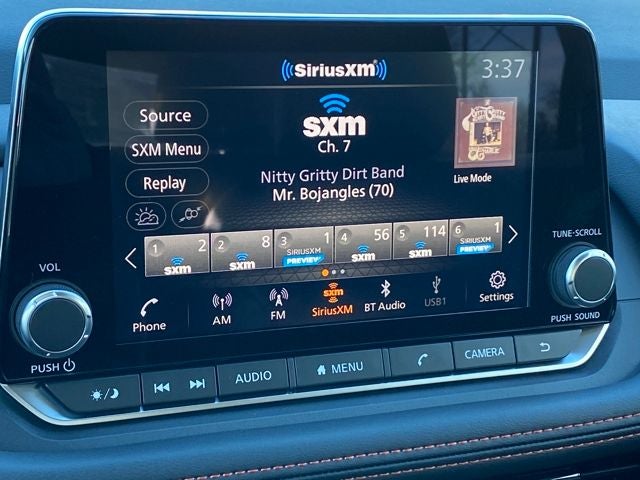 SiriusXM®
3:37
Source
SXM Menu
Replay
sxm
Ch. 7
Nitty Gritty Dirt Band
Mr. Bojangles (70)
Live Mode
1 2 sxm
2 8 sxm
3 1 SIRIUSXM PREVIEW
4 56 sxm
5 114 sxm
6 1 SIRIUSXM PREVIEW
Phone
AM
FM
sxm
SiriusXM
BT Audio
USB1
Settings
VOL
PUSH
TUNE·SCROLL
PUSH SOUND
AUDIO
MENU
CAMERA